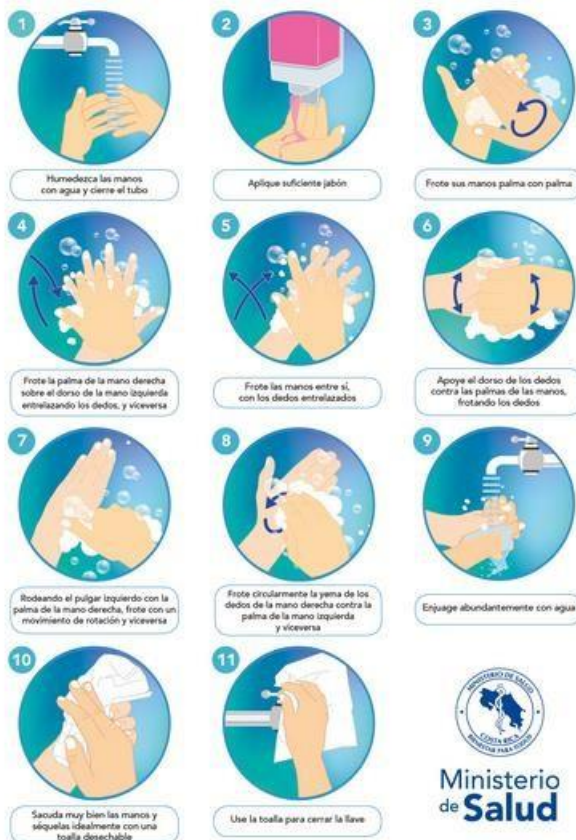 1
Humedezca las manos
con agua y cierre el tubo
2
Aplique suficiente jabón
3
Frote sus manos palma con palma
4
Frote la palma de la mano derecha
sobre el dorso de la mano izquierda
entrelazando los dedos, y viceversa
5
Frote las manos entre sí,
con los dedos entrelazados
6
Apoye el dorso de los dedos
contra las palmas de las manos,
frotando los dedos
7
Rodeando el pulgar izquierdo con la
palma de la mano derecha, frote con un
movimiento de rotación y viceversa
8
Frote circularmente la yema de los
dedos de la mano derecha contra la
palma de la mano izquierda
y viceversa
9
Enjuage abundantemente con agua
10
Sacuda muy bien las manos y
séquelas idealmente con una
toalla desechable
11
Use la toalla para cerrar la llave
MINISTERIO DE SALUD
COSTA RICA
BIENESTAR PARA TODOS
Ministerio
de Salud